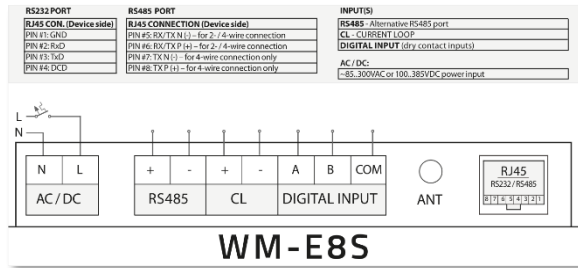 RS232 PORT
RJ45 CON. (Device side)
PIN #1: GND
PIN #2: RxD
PIN #3: TxD
PIN #4: DCD
RS485 PORT
RJ45 CONNECTION (Device side)
PIN #5: RX/TX N (-) – for 2- / 4-wire connection
PIN #6: RX/TX P (+) – for 2- / 4-wire connection
PIN #7: TX N (-) – for 4-wire connection only
PIN #8: TX P (+) – for 4-wire connection only
INPUT(S)
RS485 - Alternative RS485 port
CL - CURRENT LOOP
DIGITAL INPUT (dry contact inputs)
AC / DC:
~85..300VAC or 100..385VDC power input
L
N
N L
AC / DC
+ - + -
RS485 CL
A B COM
DIGITAL INPUT
ANT
RJ45
RS232 / RS485
8 7 6 5 4 3 2 1
WM-E8S